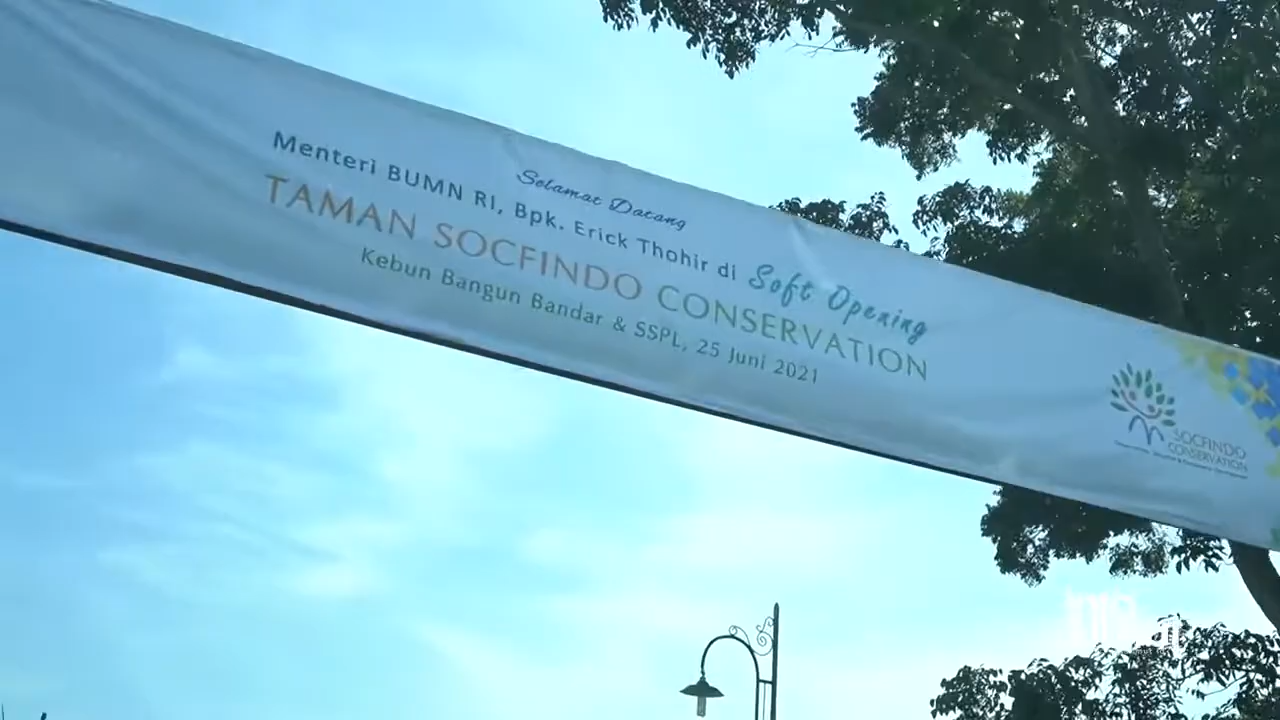 Selamat Datang
Menteri BUMN RI, Bpk. Erick Thohir di Soft Opening
TAMAN SOCFINDO CONSERVATION
Kebun Bangun Bandar & SSPL, 25 Juni 2021
SOCFINDO
CONSERVATION